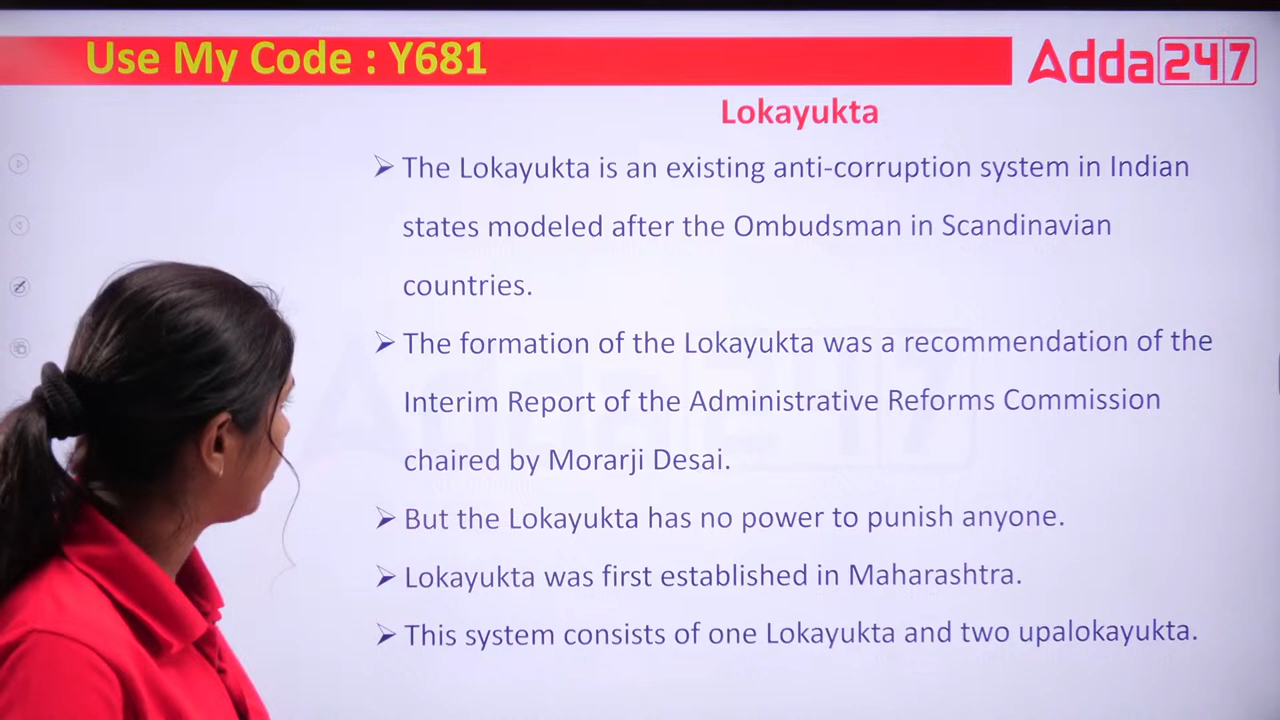 Use My Code : Y681
Adda247
Lokayukta
➢ The Lokayukta is an existing anti-corruption system in Indian
states modeled after the Ombudsman in Scandinavian
countries.
➢ The formation of the Lokayukta was a recommendation of the
Interim Report of the Administrative Reforms Commission
chaired by Morarji Desai.
➢ But the Lokayukta has no power to punish anyone.
➢ Lokayukta was first established in Maharashtra.
➢ This system consists of one Lokayukta and two upalokayukta.
Adda247